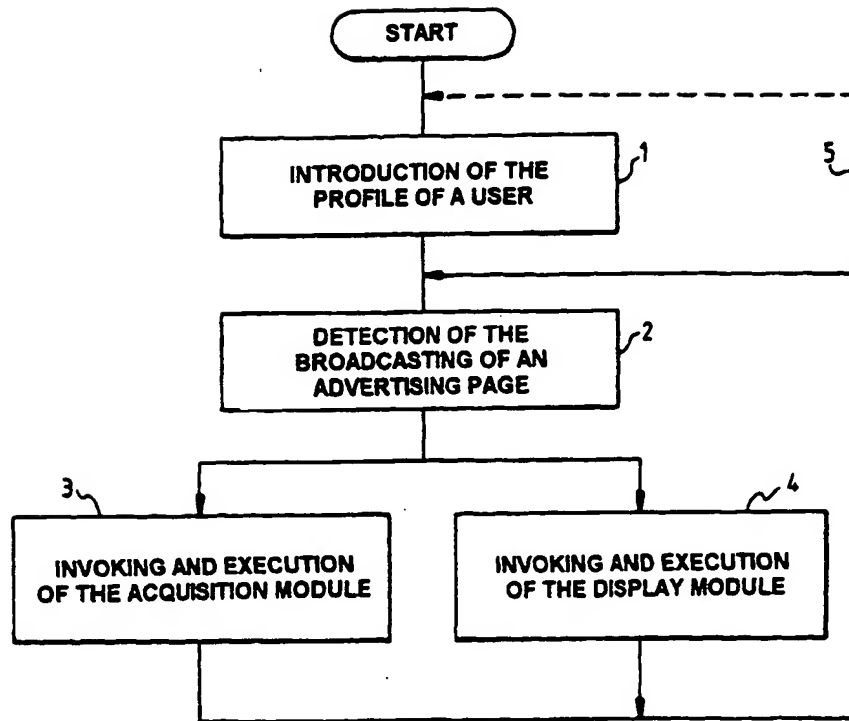 START
INTRODUCTION OF THE
PROFILE OF A USER
1
5
DETECTION OF THE
BROADCASTING OF AN
ADVERTISING PAGE
2
3
INVOKING AND EXECUTION
OF THE ACQUISITION MODULE
4
INVOKING AND EXECUTION
OF THE DISPLAY MODULE